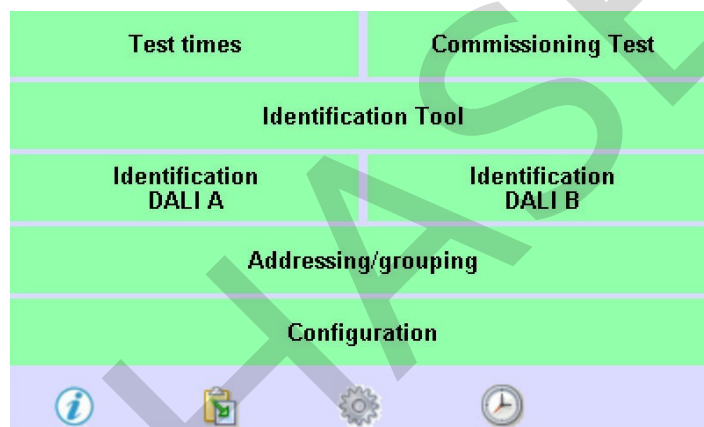 Test times
Commissioning Test
Identification Tool
Identification
DALI A
Identification
DALI B
Addressing/grouping
Configuration